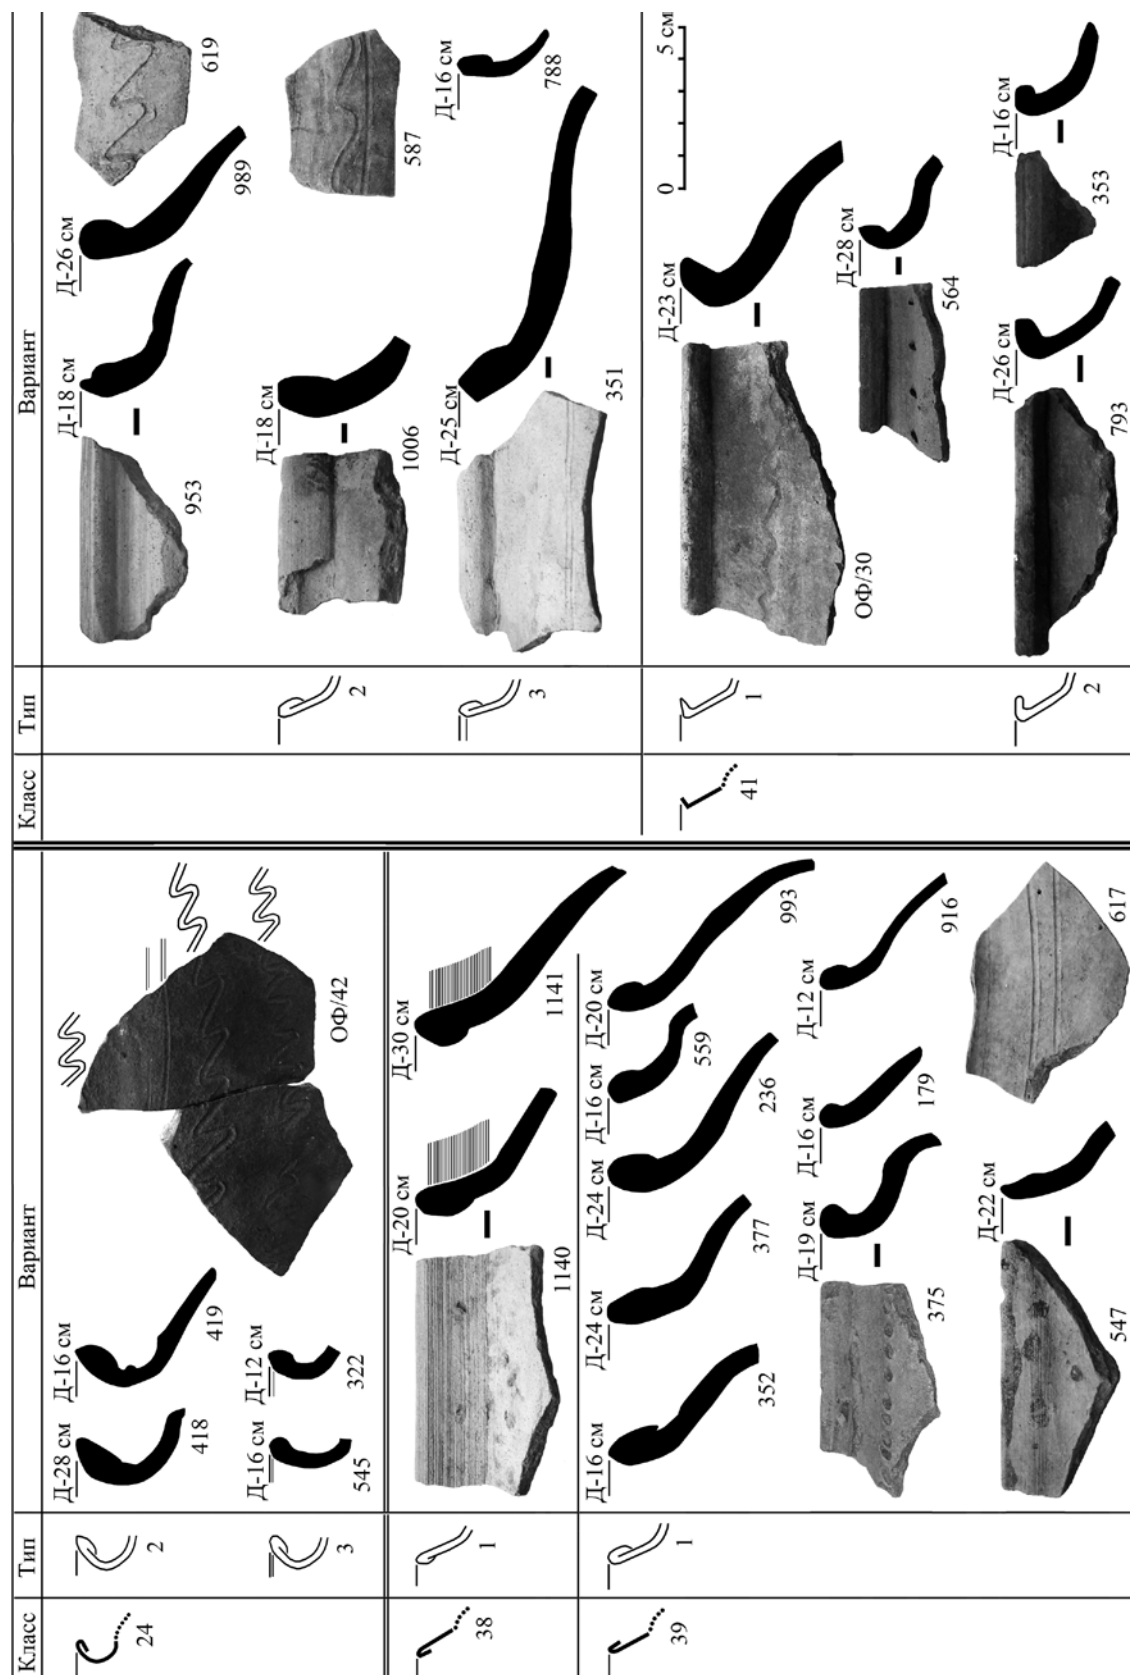 Класс Тип Вариант Класс Тип Вариант
Д-28 см Д-16 см
418 419
24 2
ОФ/42
Д-16 см Д-12 см
545 322
3
Д-20 см Д-30 см
1140 1141
38 1
Д-16 см Д-24 см Д-24 см Д-16 см Д-20 см
352 377 236 559 993
39 1
Д-19 см Д-16 см Д-12 см
375 179 916
Д-22 см
547 617
Д-18 см Д-26 см
953 989 619
Д-18 см
1006 587
2
Д-25 см Д-16 см
351 788
3
0 5 см
Д-23 см
ОФ/30
41 1
Д-28 см
564
Д-26 см Д-16 см
793 353
2